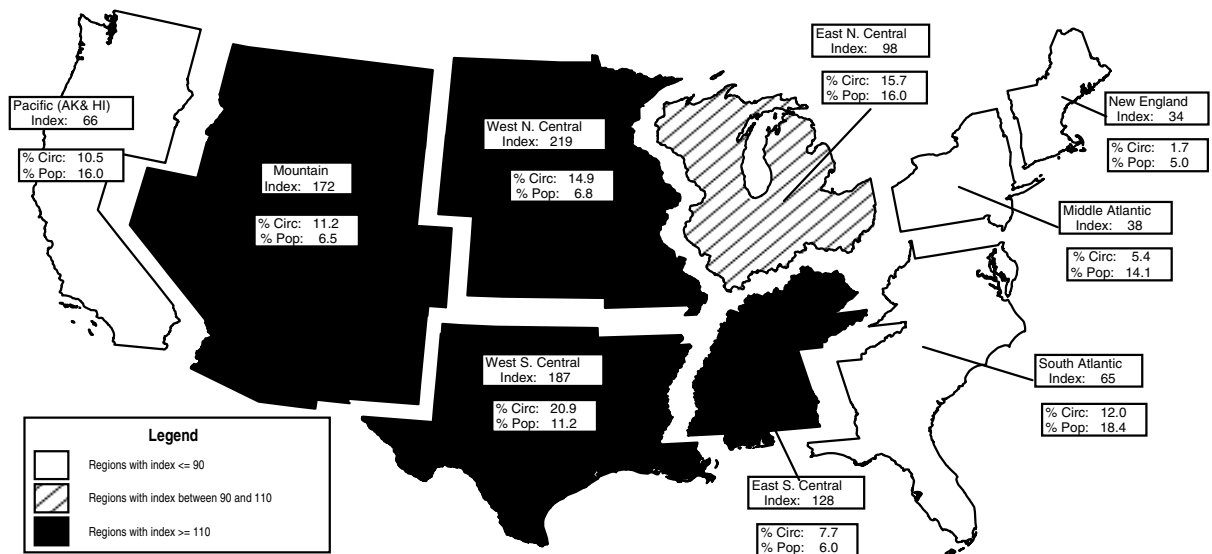 East N. Central
Index: 98
% Circ: 15.7
% Pop: 16.0
Pacific (AK& HI)
Index: 66
% Circ: 10.5
% Pop: 16.0
Mountain
Index: 172
% Circ: 11.2
% Pop: 6.5
West N. Central
Index: 219
% Circ: 14.9
% Pop: 6.8
New England
Index: 34
% Circ: 1.7
% Pop: 5.0
Middle Atlantic
Index: 38
% Circ: 5.4
% Pop: 14.1
West S. Central
Index: 187
% Circ: 20.9
% Pop: 11.2
South Atlantic
Index: 65
% Circ: 12.0
% Pop: 18.4
East S. Central
Index: 128
% Circ: 7.7
% Pop: 6.0
Legend
Regions with index <= 90
Regions with index between 90 and 110
Regions with index >= 110